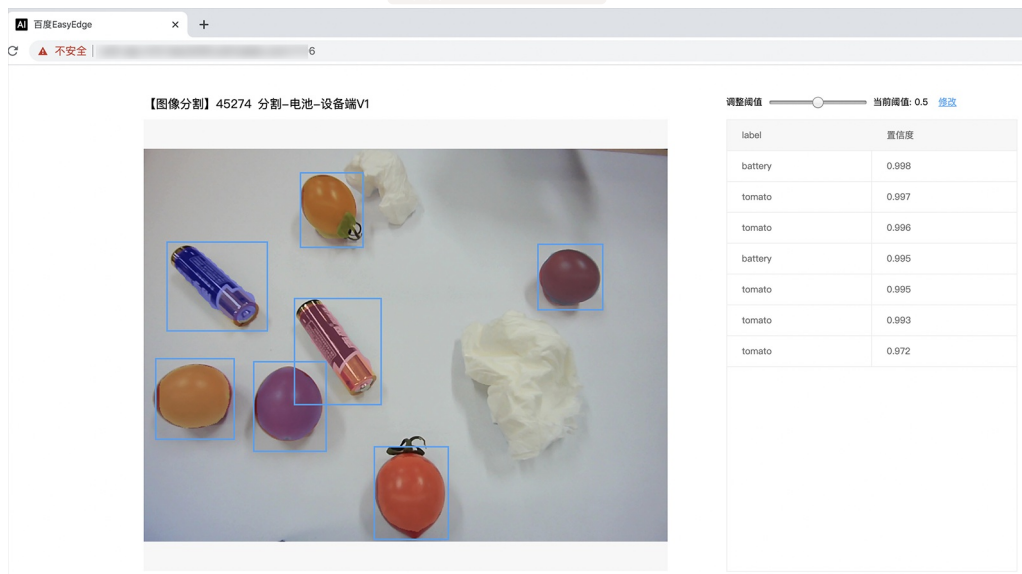 AI 百度EasyEdge
不安全 6
【图像分割】45274 分割-电池-设备端V1
调整阈值 当前阈值: 0.5 修改
label 置信度
battery 0.998
tomato 0.997
tomato 0.996
battery 0.995
tomato 0.995
tomato 0.993
tomato 0.972